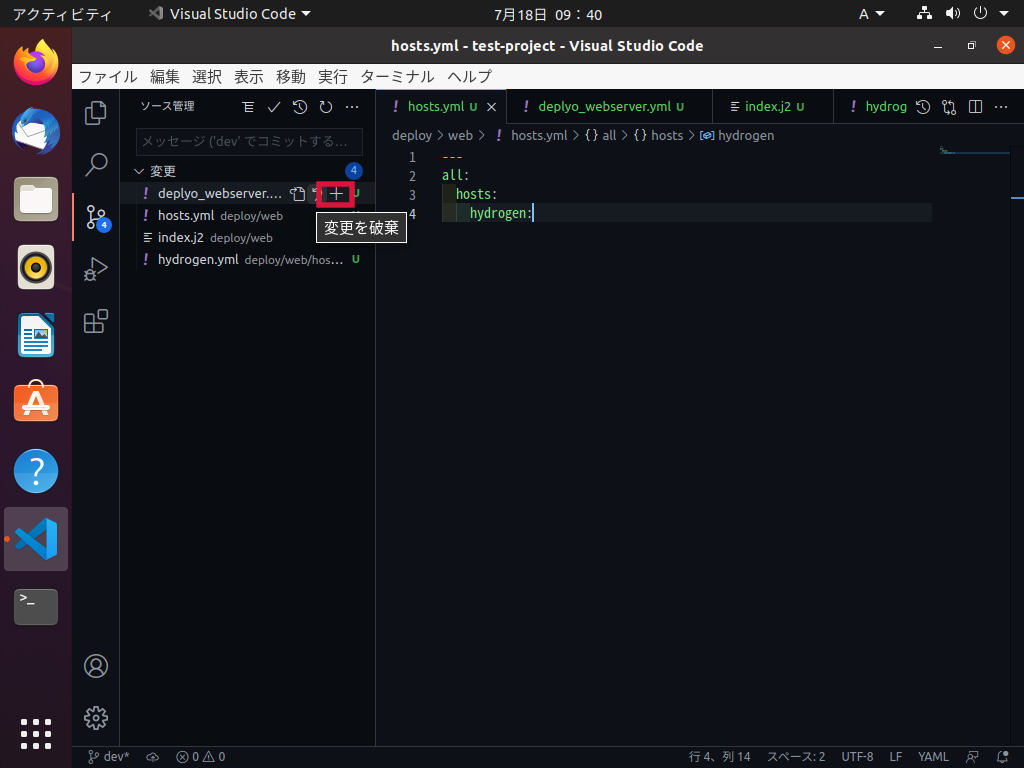 アクティビティ
Visual Studio Code
7月18日 09：40
A
hosts.yml - test-project - Visual Studio Code
ファイル 編集 選択 表示 移動 実行 ターミナル ヘルプ
ソース管理
メッセージ ('dev' でコミットする…
変更
4
! deplyo_webserver.… U
! hosts.yml deploy/web
index.j2 deploy/web
! hydrogen.yml deploy/web/hos… U
変更を破棄
4
! hosts.yml U
! deplyo_webserver.yml U
index.j2 U
! hydrog
deploy > web > ! hosts.yml > {} all > {} hosts > hydrogen
1 ---
2 all:
3 hosts:
4 hydrogen:
?
>_
dev*
0 0
行 4、列 14
スペース: 2
UTF-8
LF
YAML